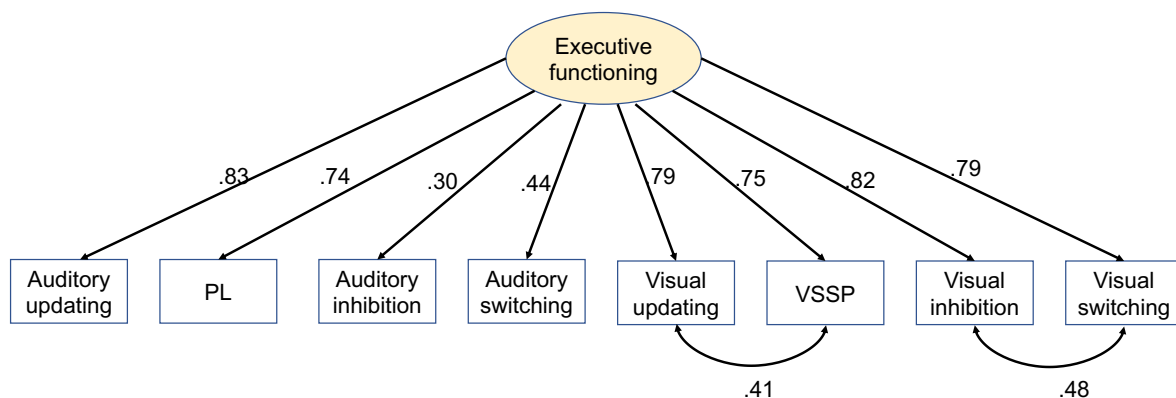 Executive
functioning
.83
.74
.30
.44
79
.75
.82
.79
Auditory
updating
PL
Auditory
inhibition
Auditory
switching
Visual
updating
VSSP
Visual
inhibition
Visual
switching
.41
.48